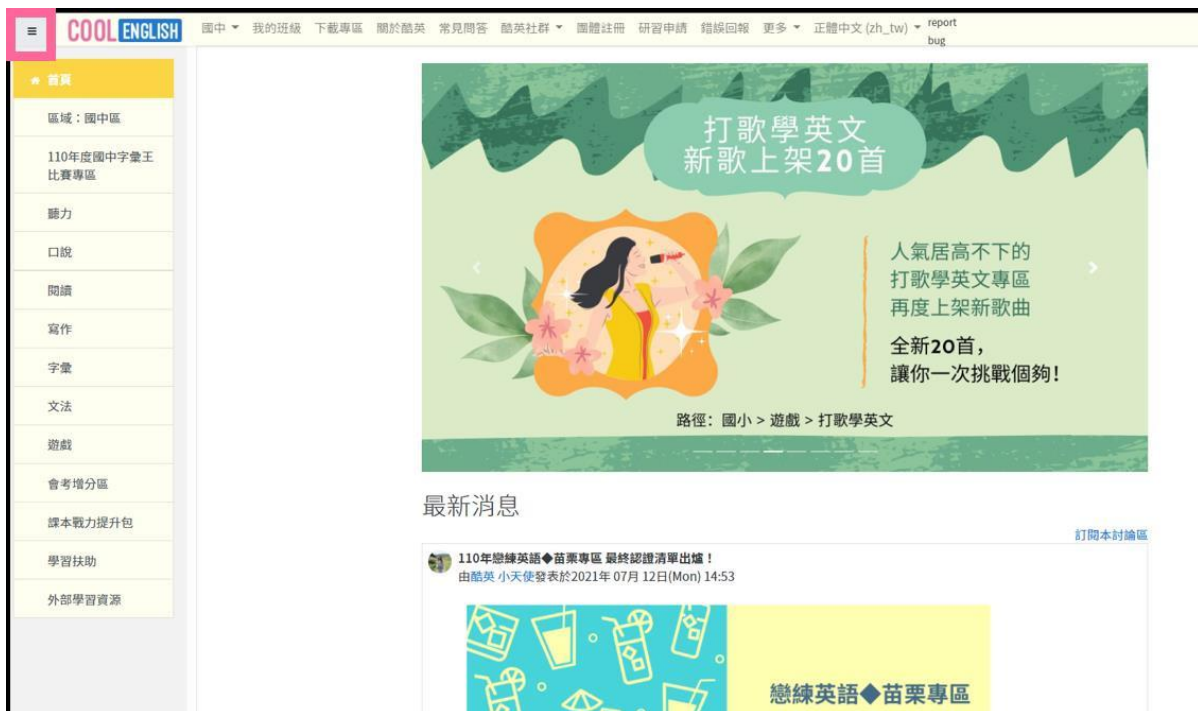 COOL ENGLISH
國中 我的班級 下載專區 關於酷英 常見問答 酷英社群 團體註冊 研習申請 錯誤回報 更多 正體中文 (zh_tw) report
bug
首頁
區域：國中區
110年度國中字彙王
比賽專區
聽力
口說
閱讀
寫作
字彙
文法
遊戲
會考增分區
課本戰力提升包
學習扶助
外部學習資源
打歌學英文
新歌上架20首
人氣居高不下的
打歌學英文專區
再度上架新歌曲
全新20首，
讓你一次挑戰個夠！
路徑：國小 > 遊戲 > 打歌學英文
最新消息
訂閱本討論區
110年戀練英語◆苗栗專區 最終認證清單出爐！
由酷英 小天使發表於2021年 07月 12日(Mon) 14:53
戀練英語◆苗栗專區